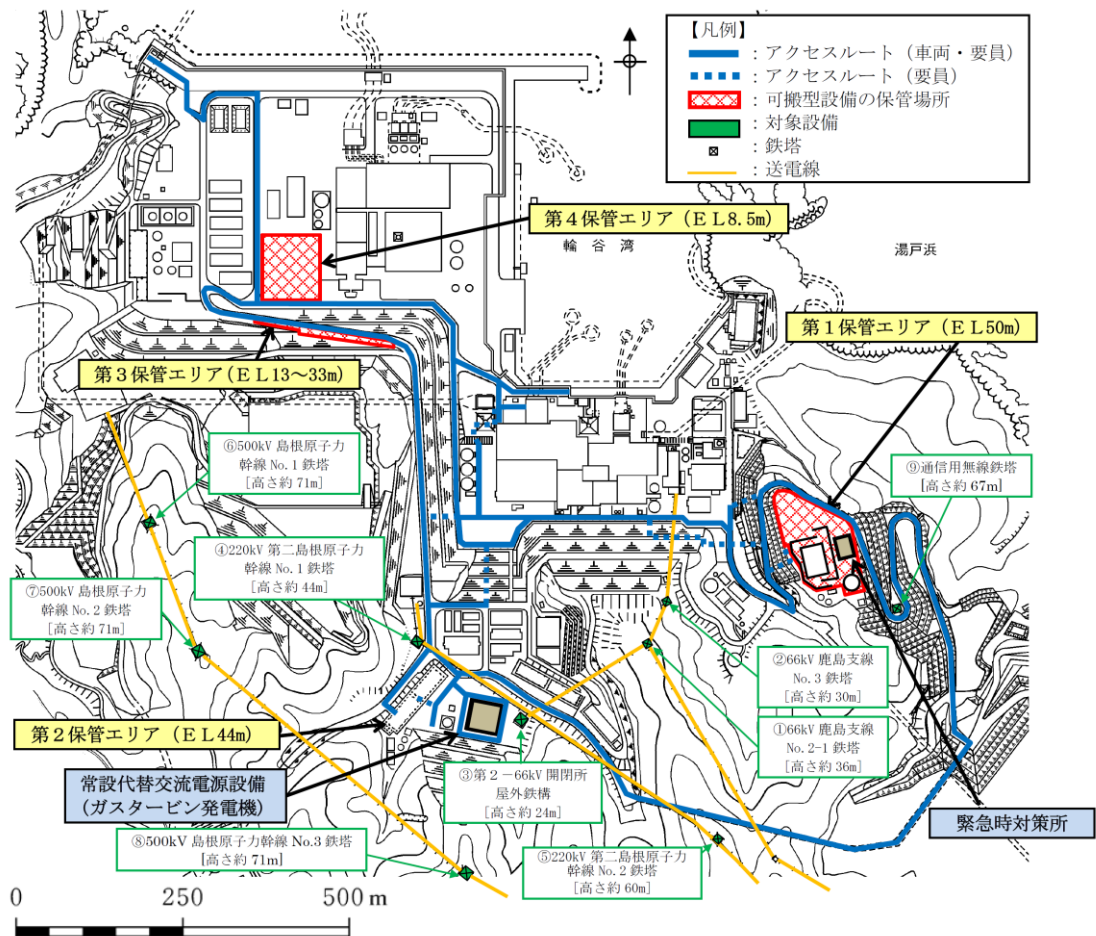 【凡例】
：アクセスルート（車両・要員）
：アクセスルート（要員）
：可搬型設備の保管場所
：対象設備
：鉄塔
：送電線
第４保管エリア（ＥＬ8.5m）
輪谷湾
湯戸浜
第１保管エリア（ＥＬ50m）
第３保管エリア（ＥＬ13～33m）
⑥500kV 島根原子力
幹線 No.1 鉄塔
[高さ約 71m]
⑨通信用無線鉄塔
[高さ約 67m]
④220kV 第二島根原子力
幹線 No.1 鉄塔
[高さ約 44m]
⑦500kV 島根原子力
幹線 No.2 鉄塔
[高さ約 71m]
②66kV 鹿島支線
No.3 鉄塔
[高さ約 30m]
①66kV 鹿島支線
No.2-1 鉄塔
[高さ約 36m]
第２保管エリア（ＥＬ44m）
常設代替交流電源設備
（ガスタービン発電機）
③第２－66kV 開閉所
屋外鉄構
[高さ約 24m]
緊急時対策所
⑧500kV 島根原子力幹線 No.3 鉄塔
[高さ約 71m]
⑤220kV 第二島根原子力
幹線 No.2 鉄塔
[高さ約 60m]
0 250 500 m